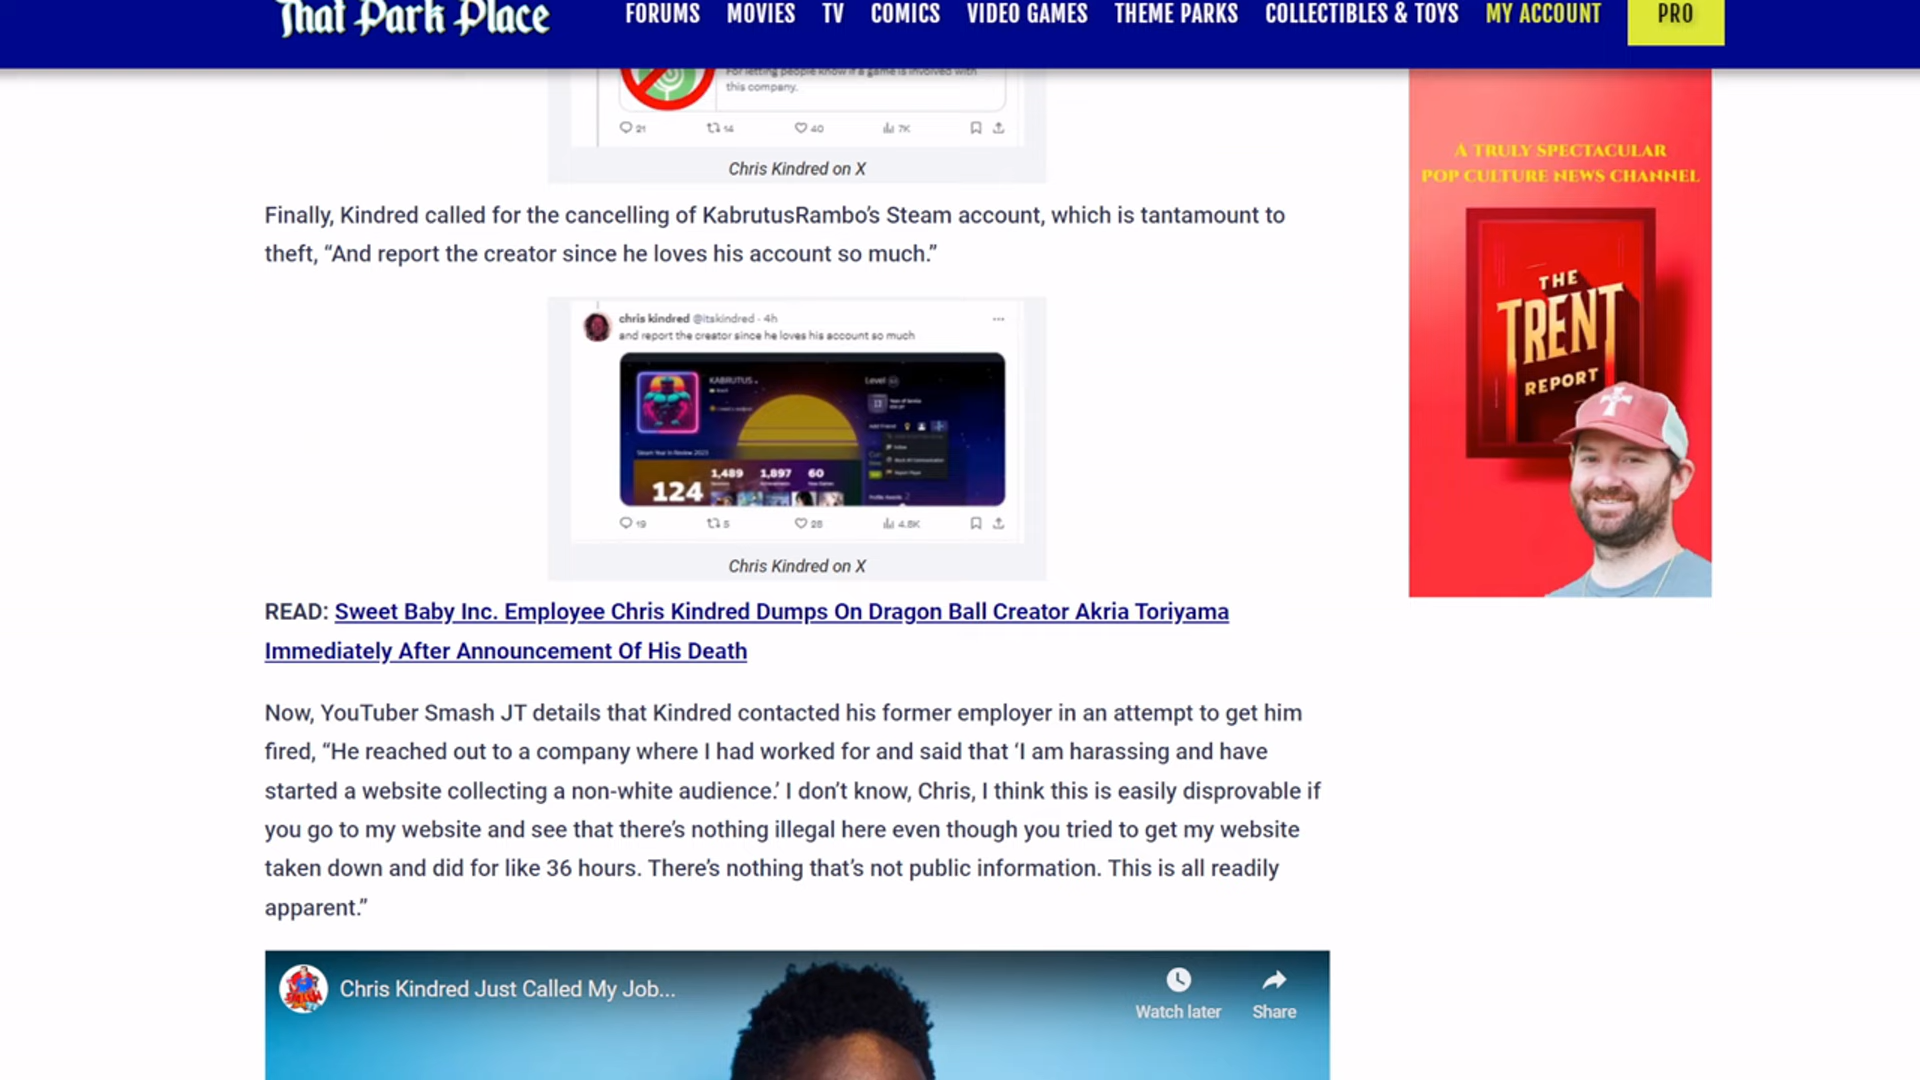 That Park Place
FORUMS MOVIES TV COMICS VIDEO GAMES THEME PARKS COLLECTIBLES & TOYS MY ACCOUNT PRO
For letting people know if a game is involved with
this company.
21 14 40 7K
Chris Kindred on X
Finally, Kindred called for the cancelling of KabrutusRambo’s Steam account, which is tantamount to
theft, “And report the creator since he loves his account so much.”
chris kindred @itskindred · 4h
and report the creator since he loves his account so much
KABRUTUS
Level
Steam Year In Review 2023
1,489 1,897 60
124
19 5 28 4.8K
Chris Kindred on X
READ: Sweet Baby Inc. Employee Chris Kindred Dumps On Dragon Ball Creator Akria Toriyama
Immediately After Announcement Of His Death
Now, YouTuber Smash JT details that Kindred contacted his former employer in an attempt to get him
fired, “He reached out to a company where I had worked for and said that ‘I am harassing and have
started a website collecting a non-white audience.’ I don’t know, Chris, I think this is easily disprovable if
you go to my website and see that there’s nothing illegal here even though you tried to get my website
taken down and did for like 36 hours. There’s nothing that’s not public information. This is all readily
apparent.”
Chris Kindred Just Called My Job...
Watch later Share
A TRULY SPECTACULAR
POP CULTURE NEWS CHANNEL
THE
TRENT
REPORT